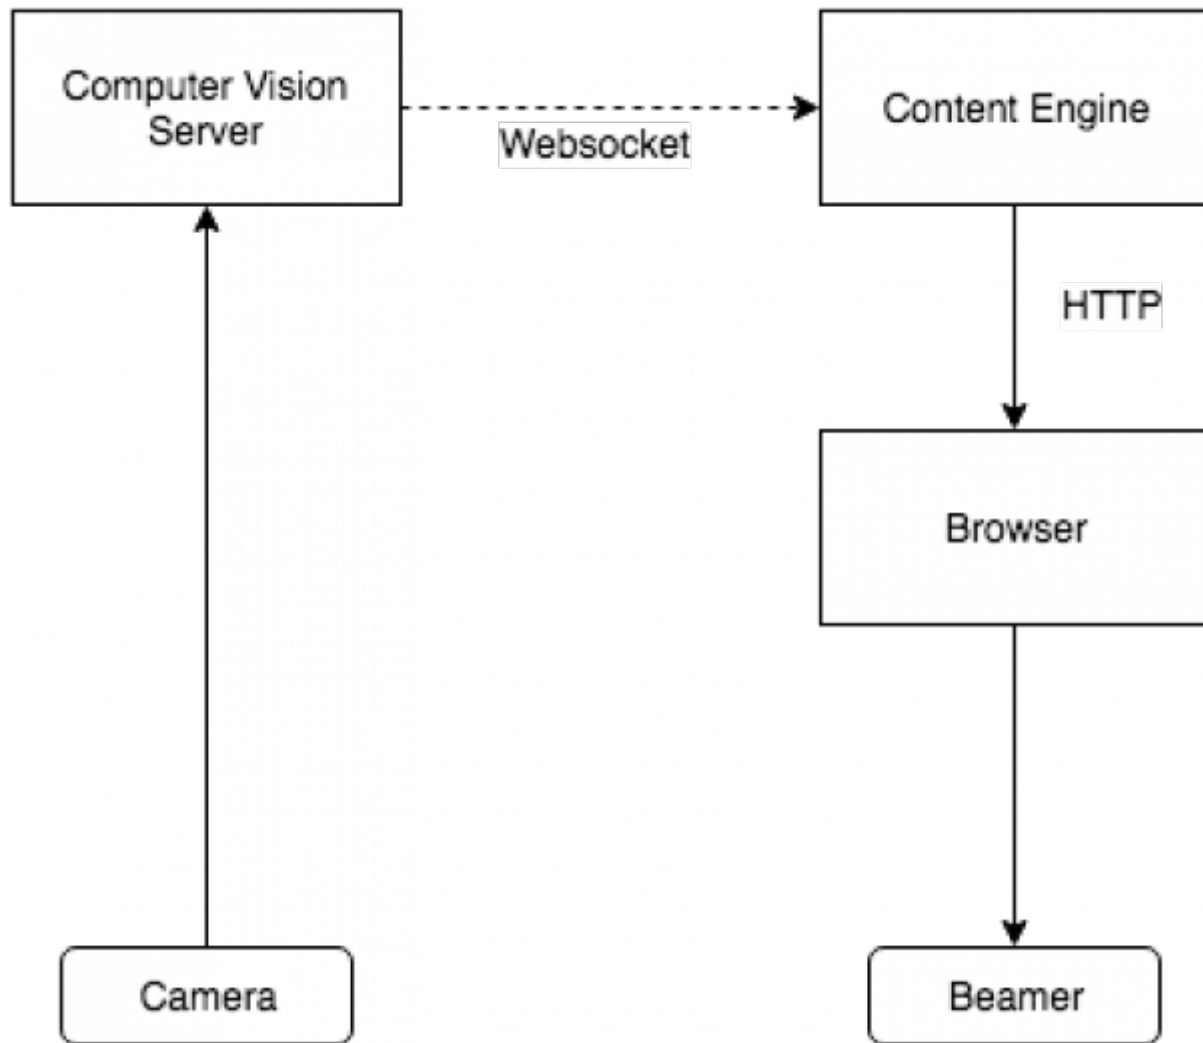 Computer Vision
Server
Websocket
Content Engine
HTTP
Browser
Camera
Beamer